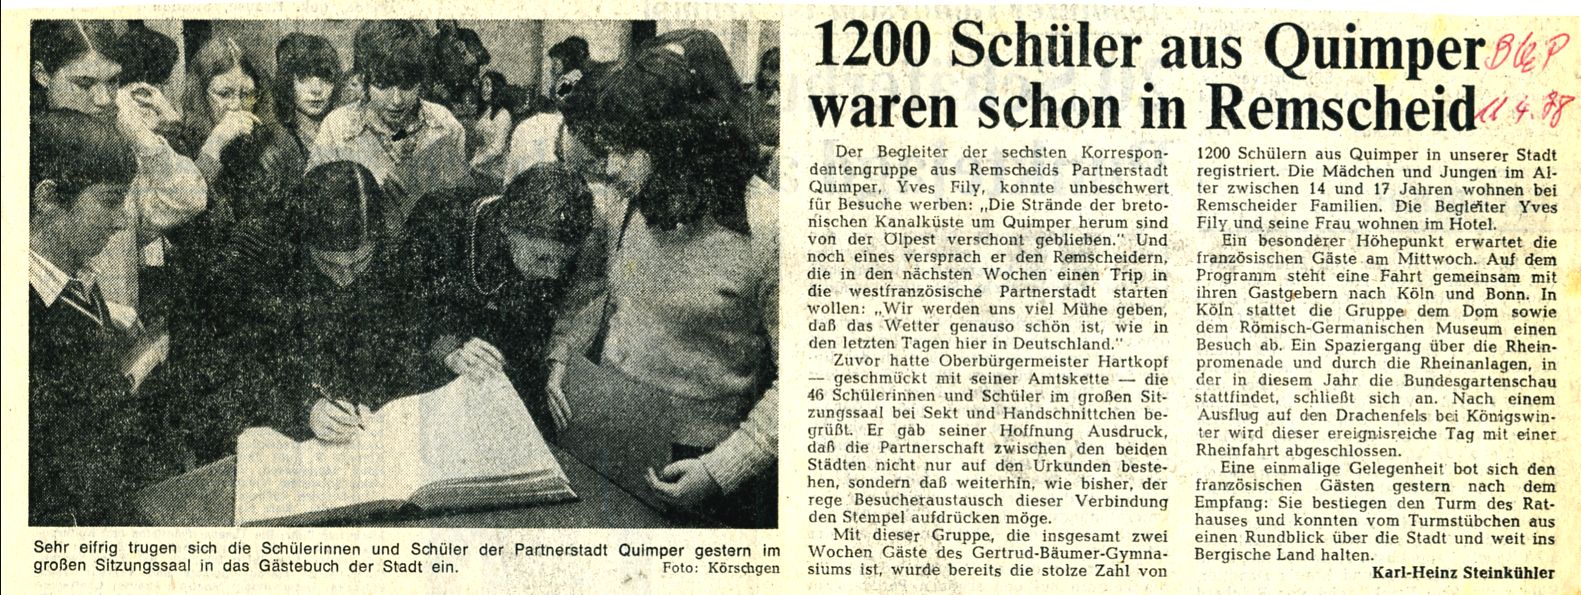 1200 Schüler aus Quimper
waren schon in Remscheid
11. 4. 78
Der Begleiter der sechsten Korrespon-
dentengruppe aus Remscheids Partnerstadt
Quimper, Yves Fily, konnte unbeschwert
für Besuche werben: „Die Strände der breto-
nischen Kanalküste um Quimper herum sind
von der Ölpest verschont geblieben." Und
noch eines versprach er den Remscheidern,
die in den nächsten Wochen einen Trip in
die westfranzösische Partnerstadt starten
wollen: „Wir werden uns viel Mühe geben,
daß das Wetter genauso schön ist, wie in
den letzten Tagen hier in Deutschland."
Zuvor hatte Oberbürgermeister Hartkopf
— geschmückt mit seiner Amtskette — die
46 Schülerinnen und Schüler im großen Sit-
zungssaal bei Sekt und Handschnittchen be-
grüßt. Er gab seiner Hoffnung Ausdruck,
daß die Partnerschaft zwischen den beiden
Städten nicht nur auf den Urkunden beste-
hen, sondern daß weiterhin, wie bisher, der
rege Besucheraustausch dieser Verbindung
den Stempel aufdrücken möge.
Mit dieser Gruppe, die insgesamt zwei
Wochen Gäste des Gertrud-Bäumer-Gymna-
siums ist, wurde bereits die stolze Zahl von
1200 Schülern aus Quimper in unserer Stadt
registriert. Die Mädchen und Jungen im Al-
ter zwischen 14 und 17 Jahren wohnen bei
Remscheider Familien. Die Begleiter Yves
Fily und seine Frau wohnen im Hotel.
Ein besonderer Höhepunkt erwartet die
französischen Gäste am Mittwoch. Auf dem
Programm steht eine Fahrt gemeinsam mit
ihren Gastgebern nach Köln und Bonn. In
Köln stattet die Gruppe dem Dom sowie
dem Römisch-Germanischen Museum einen
Besuch ab. Ein Spaziergang über die Rhein-
promenade und durch die Rheinanlagen, in
der in diesem Jahr die Bundesgartenschau
stattfindet, schließt sich an. Nach einem
Ausflug auf den Drachenfels bei Königswin-
ter wird dieser ereignisreiche Tag mit einer
Rheinfahrt abgeschlossen.
Eine einmalige Gelegenheit bot sich den
französischen Gästen gestern nach dem
Empfang: Sie bestiegen den Turm des Rat-
hauses und konnten vom Turmstübchen aus
einen Rundblick über die Stadt und weit ins
Bergische Land halten.
Karl-Heinz Steinkühler
Sehr eifrig trugen sich die Schülerinnen und Schüler der Partnerstadt Quimper gestern im
großen Sitzungssaal in das Gästebuch der Stadt ein. Foto: Körschgen